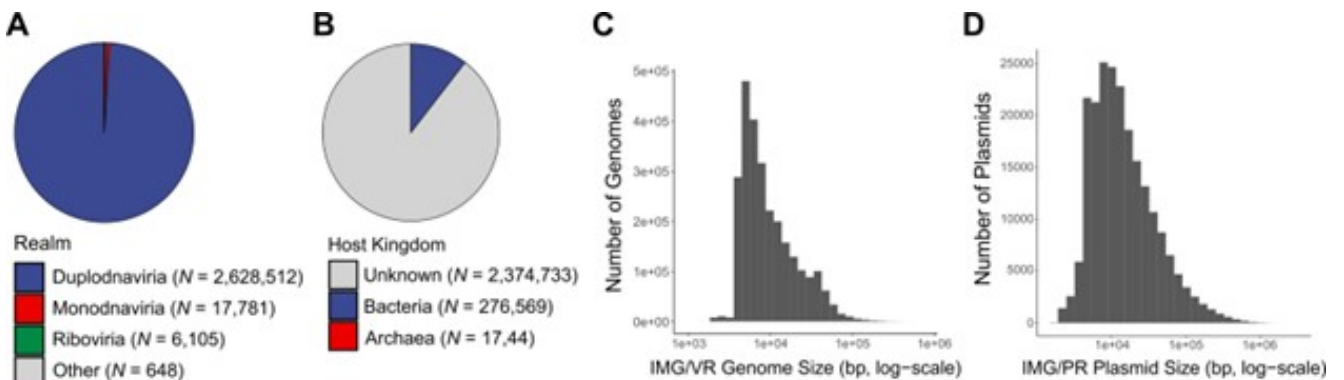 A
Realm
Duplodnaviria (N = 2,628,512)
Monodnaviria (N = 17,781)
Riboviria (N = 6,105)
Other (N = 648)
B
Host Kingdom
Unknown (N = 2,374,733)
Bacteria (N = 276,569)
Archaea (N = 17,44)
C
Number of Genomes
5e+05
4e+05
3e+05
2e+05
1e+05
0e+00
1e+03 1e+04 1e+05 1e+06
IMG/VR Genome Size (bp, log-scale)
D
Number of Plasmids
25000
20000
15000
10000
5000
0
1e+04 1e+05 1e+06
IMG/PR Plasmid Size (bp, log-scale)